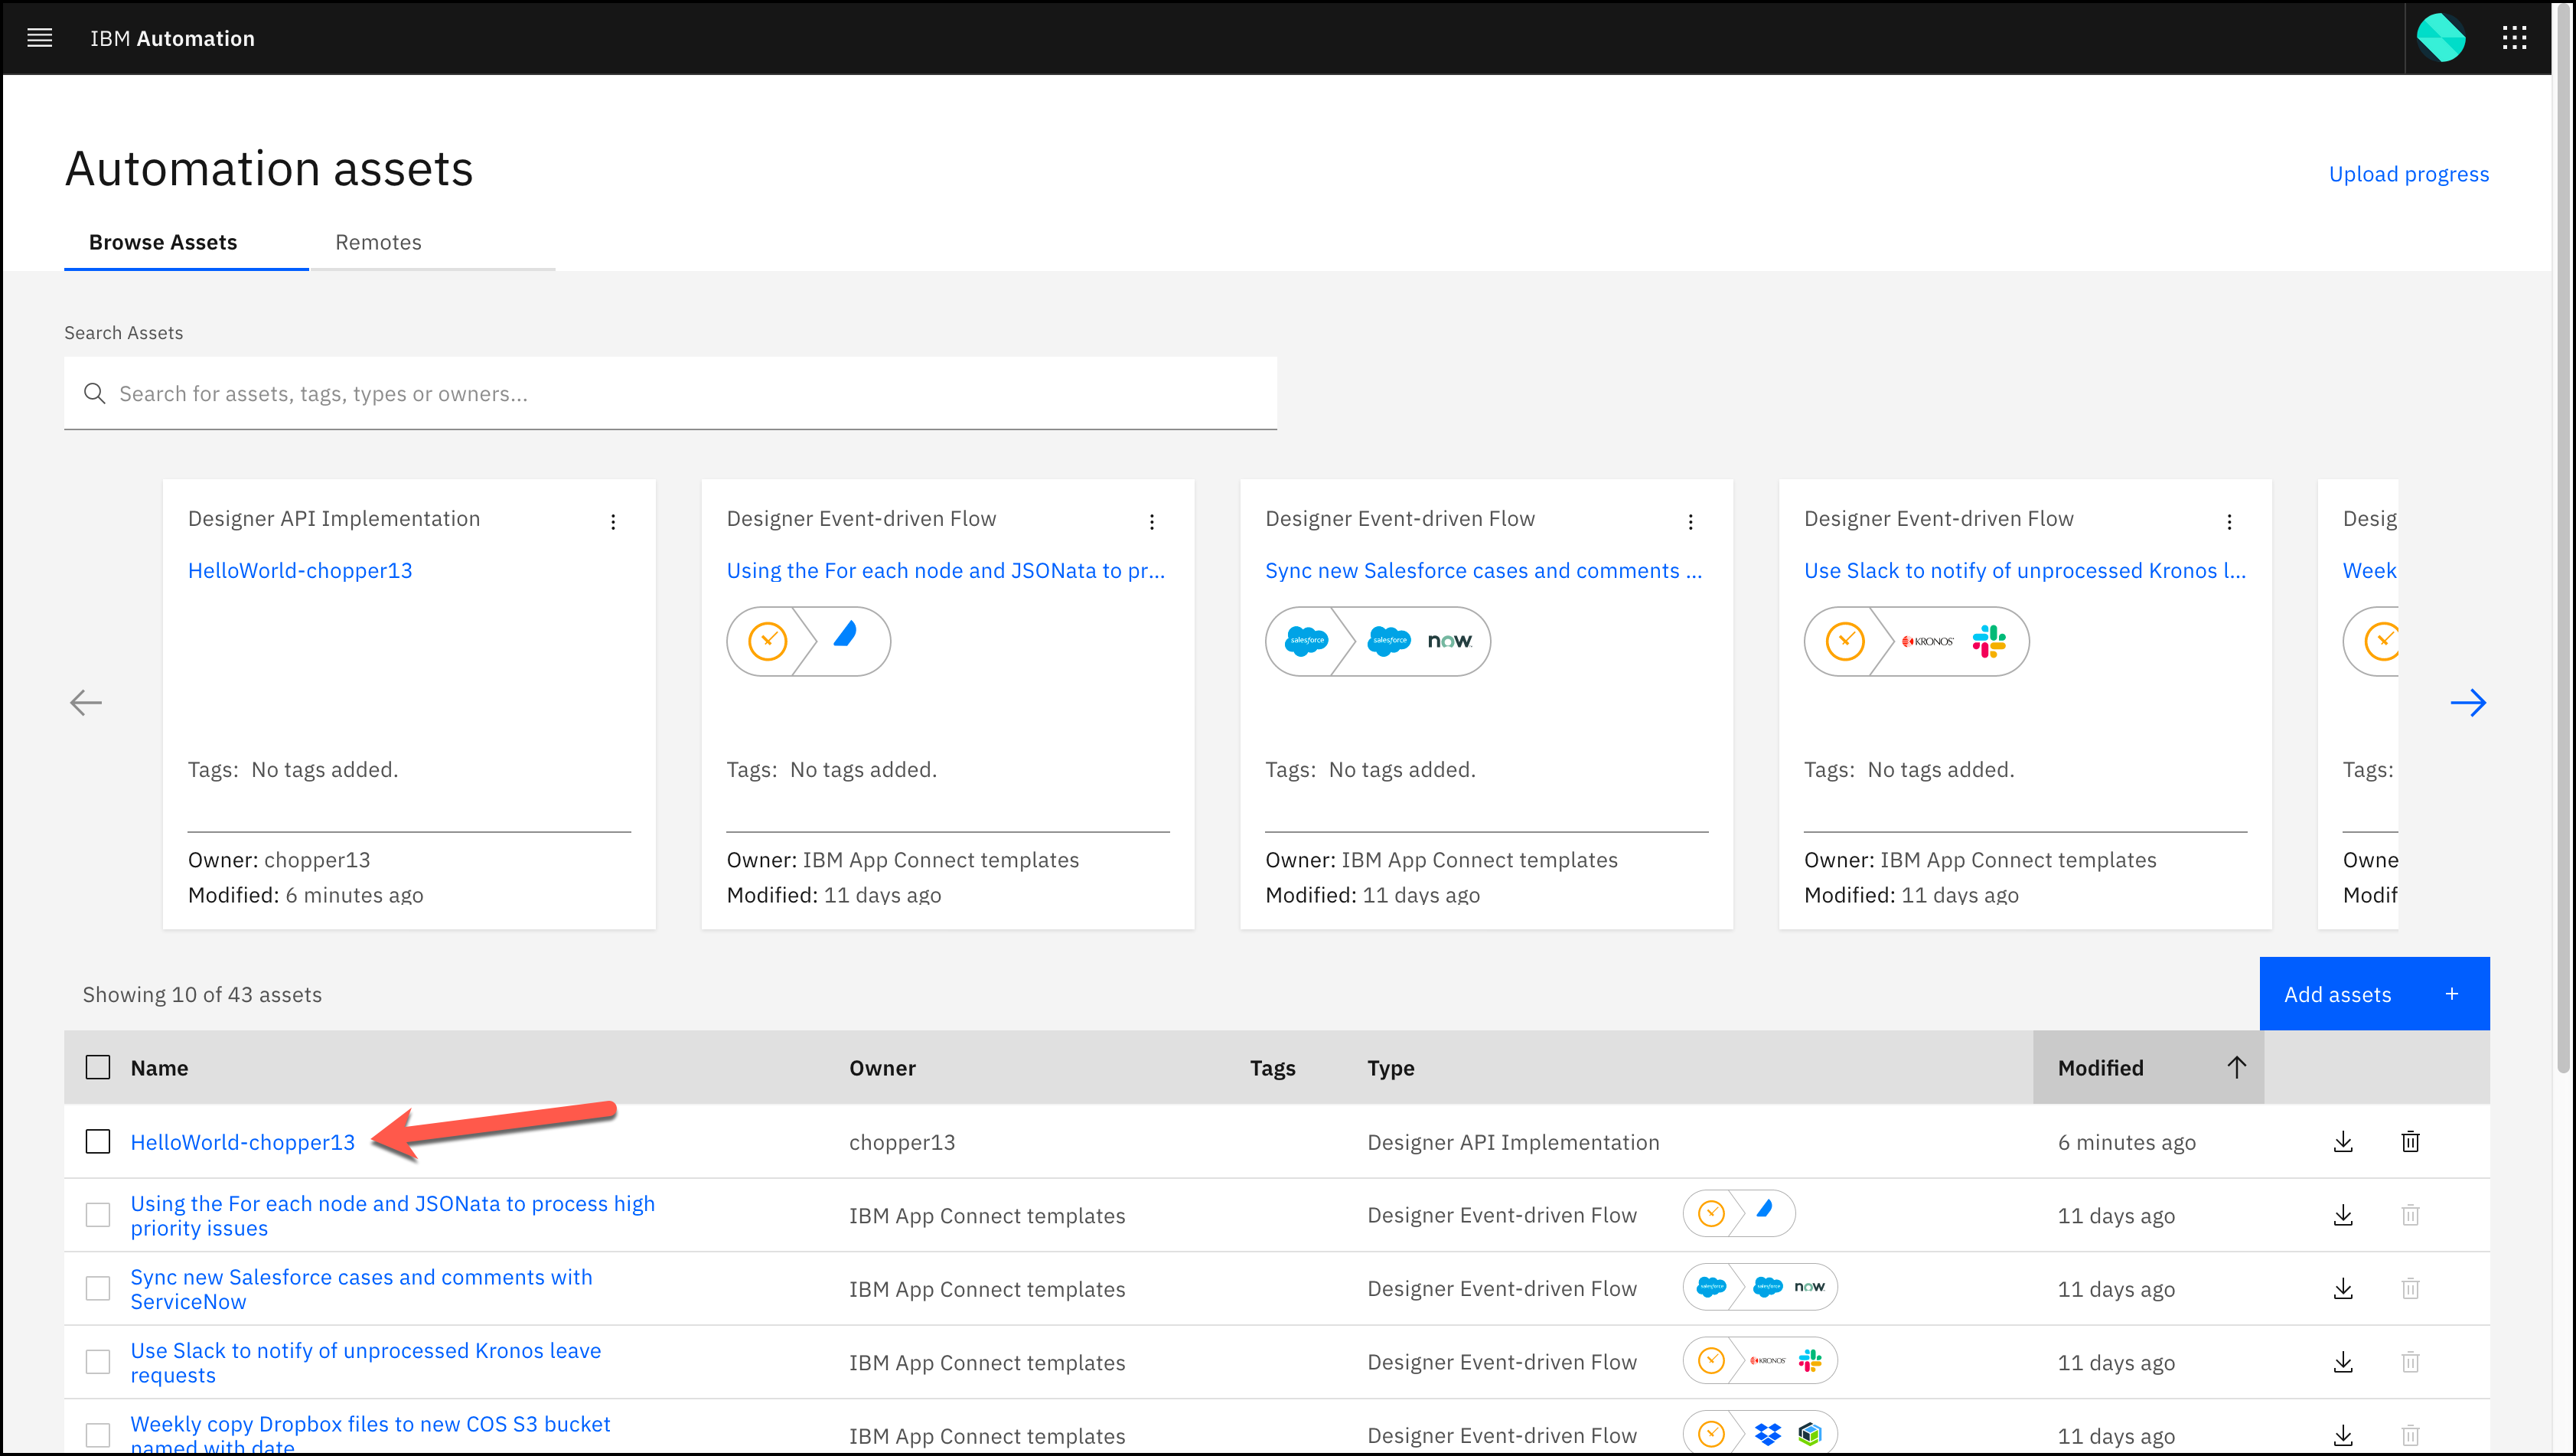 IBM Automation
Automation assets
Upload progress
Browse Assets
Remotes
Search Assets
Search for assets, tags, types or owners...
Designer API Implementation
HelloWorld-chopper13
Tags: No tags added.
Owner: chopper13
Modified: 6 minutes ago
Designer Event-driven Flow
Using the For each node and JSONata to pr...
Tags: No tags added.
Owner: IBM App Connect templates
Modified: 11 days ago
Designer Event-driven Flow
Sync new Salesforce cases and comments ...
salesforce
salesforce
now
Tags: No tags added.
Owner: IBM App Connect templates
Modified: 11 days ago
Designer Event-driven Flow
Use Slack to notify of unprocessed Kronos l...
KRONOS
Tags: No tags added.
Owner: IBM App Connect templates
Modified: 11 days ago
Desig
Week
Tags:
Owne
Modif
Showing 10 of 43 assets
Add assets +
Name Owner Tags Type Modified
HelloWorld-chopper13 chopper13 Designer API Implementation 6 minutes ago
Using the For each node and JSONata to process high
priority issues
IBM App Connect templates Designer Event-driven Flow 11 days ago
Sync new Salesforce cases and comments with
ServiceNow
IBM App Connect templates Designer Event-driven Flow salesforce salesforce now 11 days ago
Use Slack to notify of unprocessed Kronos leave
requests
IBM App Connect templates Designer Event-driven Flow KRONOS 11 days ago
Weekly copy Dropbox files to new COS S3 bucket
named with date
IBM App Connect templates Designer Event-driven Flow 11 days ago